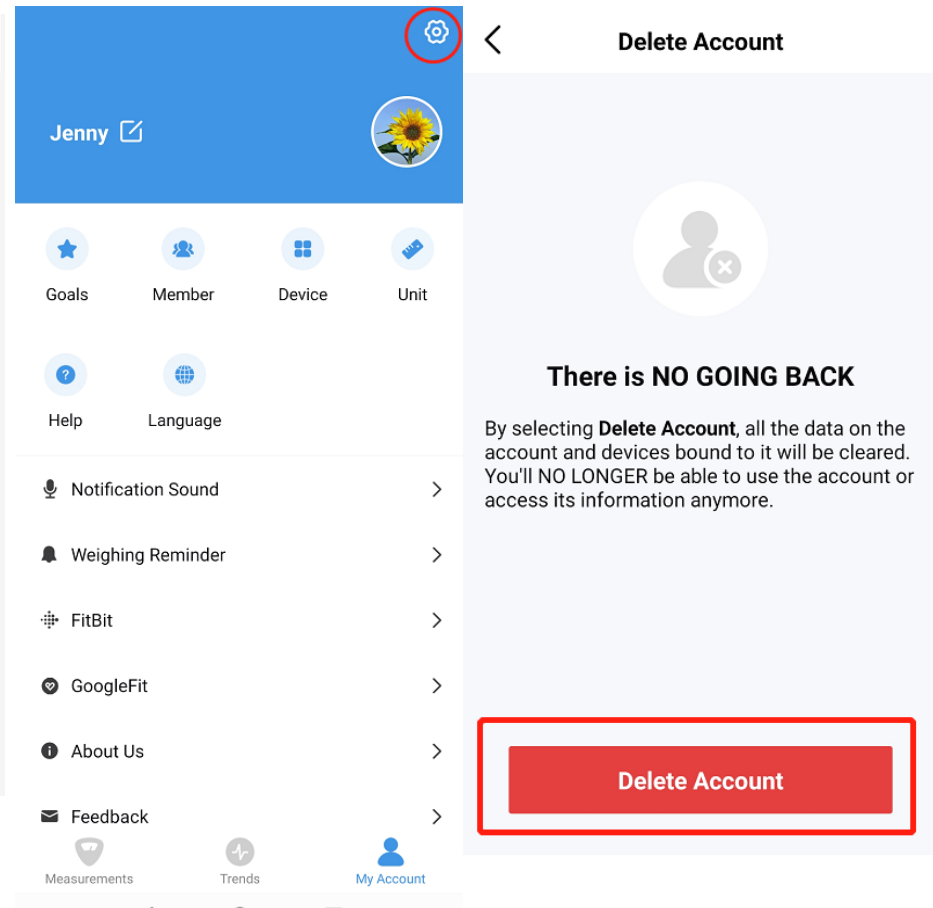 Jenny
Goals
Member
Device
Unit
Help
Language
Notification Sound
Weighing Reminder
FitBit
GoogleFit
About Us
Feedback
Measurements
Trends
My Account
Delete Account
There is NO GOING BACK
By selecting Delete Account, all the data on the
account and devices bound to it will be cleared.
You'll NO LONGER be able to use the account or
access its information anymore.
Delete Account